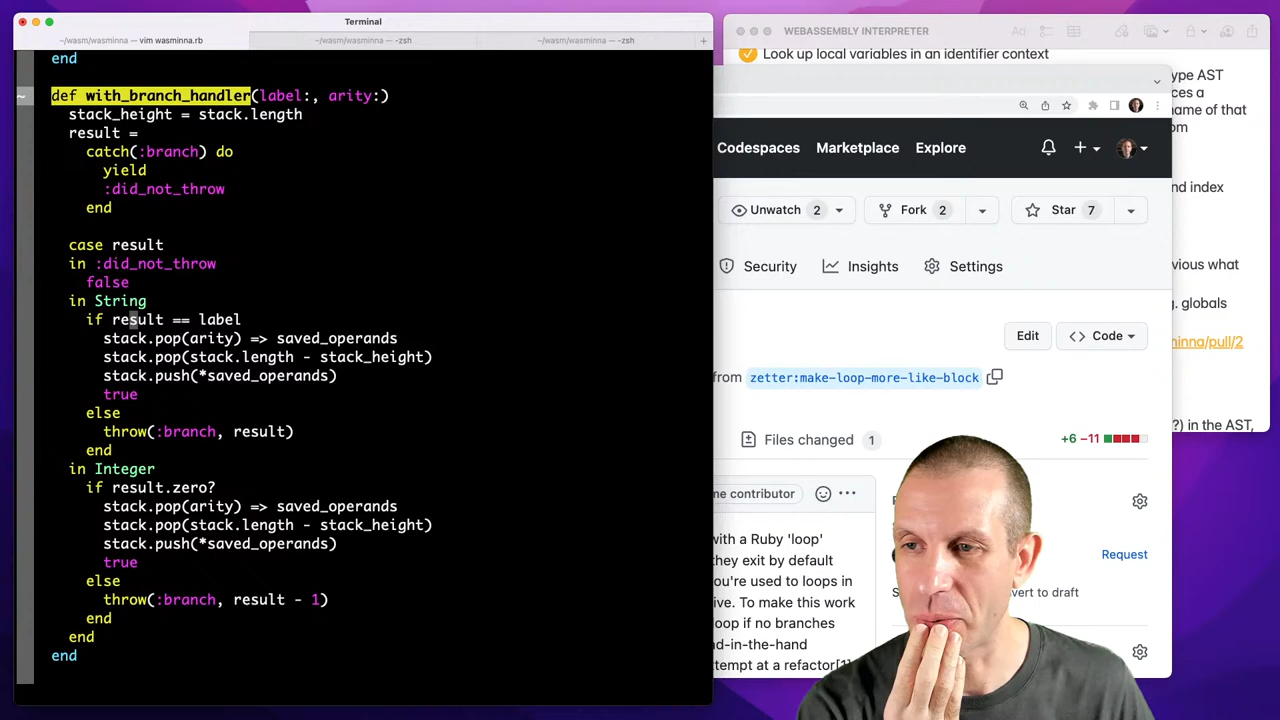 Terminal
~/wasm/wasminna — vim wasminna.rb
~/wasm/wasminna — -zsh
~/wasm/wasminna — -zsh
+
end
~ def with_branch_handler(label:, arity:)
stack_height = stack.length
result =
catch(:branch) do
yield
:did_not_throw
end
case result
in :did_not_throw
false
in String
if result == label
stack.pop(arity) => saved_operands
stack.pop(stack.length - stack_height)
stack.push(*saved_operands)
true
else
throw(:branch, result)
end
in Integer
if result.zero?
stack.pop(arity) => saved_operands
stack.pop(stack.length - stack_height)
stack.push(*saved_operands)
true
else
throw(:branch, result - 1)
end
end
end
WEBASSEMBLY INTERPRETER
Aa
Look up local variables in an identifier context
ype AST
ces a
name of that
om
nd index
vious what
g. globals
inna/pull/2
?) in the AST,
Codespaces Marketplace Explore
Unwatch 2
Fork 2
Star 7
Security Insights Settings
Edit
<> Code
from zetter:make-loop-more-like-block
Files changed 1
+6 −11
me contributor
with a Ruby 'loop'
they exit by default
you're used to loops in
ive. To make this work
loop if no branches
nd-in-the-hand
ttempt at a refactor[1]
Request
vert to draft